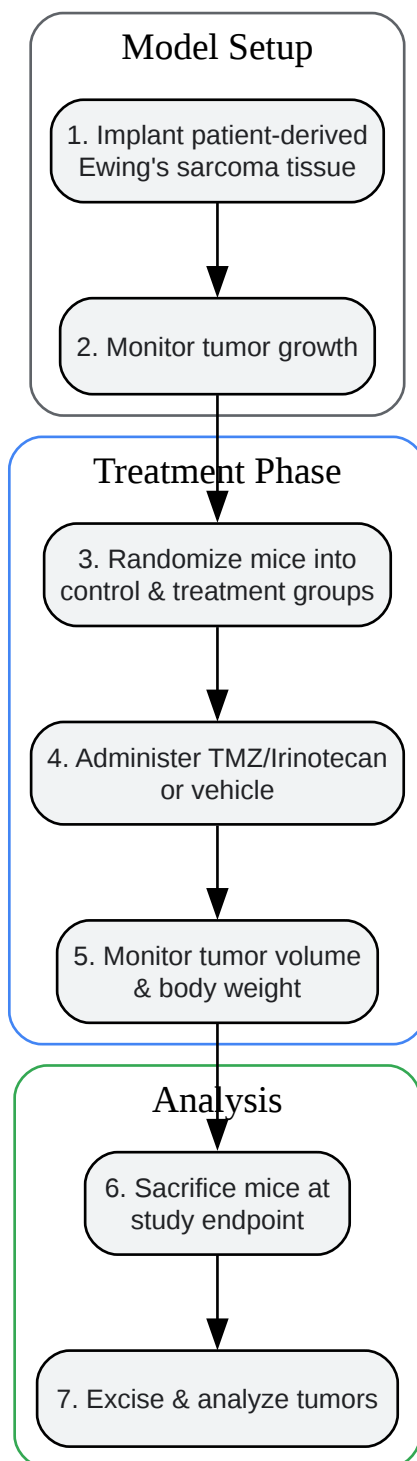 Model Setup
1. Implant patient-derived
Ewing's sarcoma tissue
2. Monitor tumor growth
Treatment Phase
3. Randomize mice into
control & treatment groups
4. Administer TMZ/Irinotecan
or vehicle
5. Monitor tumor volume
& body weight
Analysis
6. Sacrifice mice at
study endpoint
7. Excise & analyze tumors